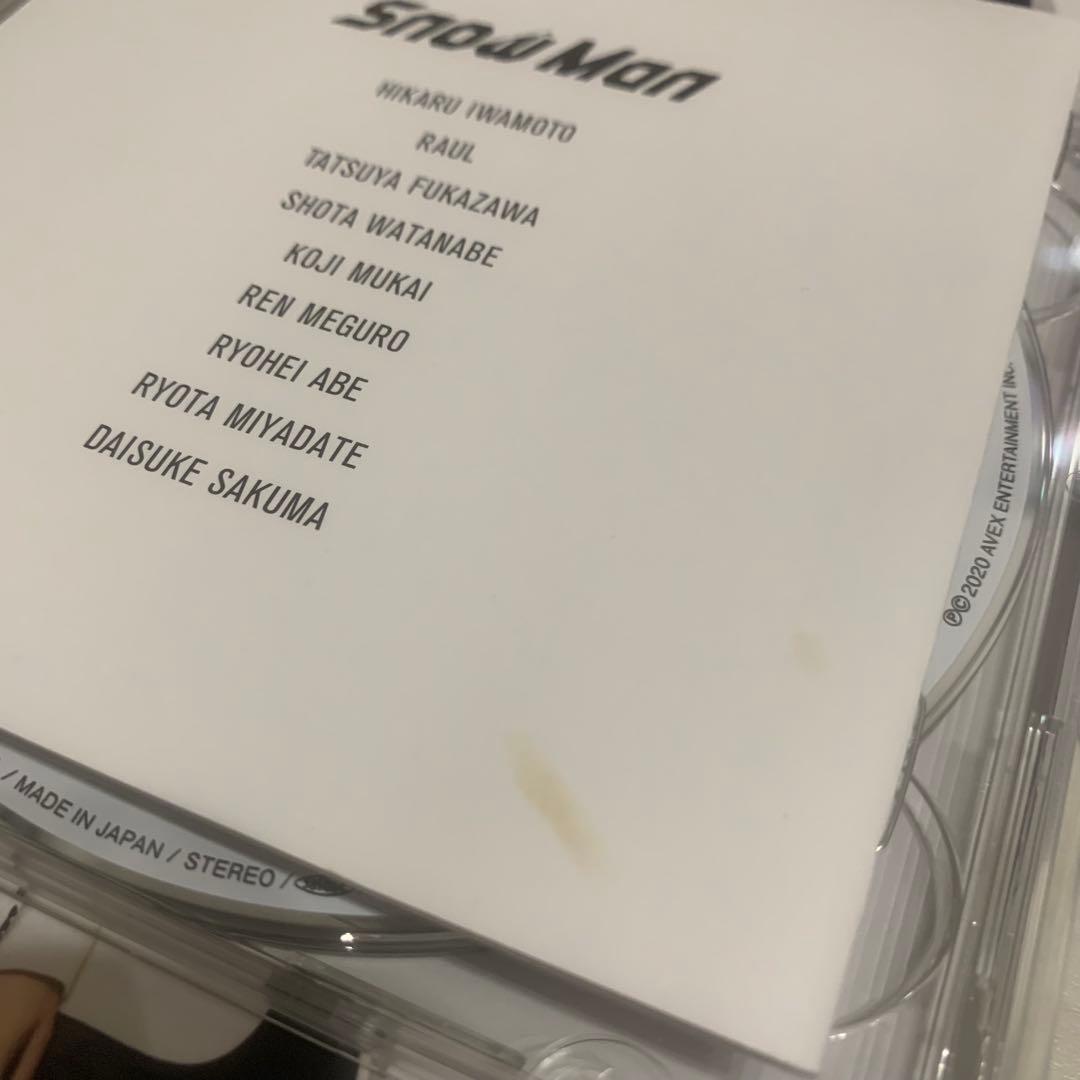 Snow Man
HIKARU IWAMOTO
RAUL
TATSUYA FUKAZAWA
SHOTA WATANABE
KOJI MUKAI
REN MEGURO
RYOHEI ABE
RYOTA MIYADATE
DAISUKE SAKUMA
ⓅⒸ2020 AVEX ENTERTAINMENT INC.
/ MADE IN JAPAN / STEREO /